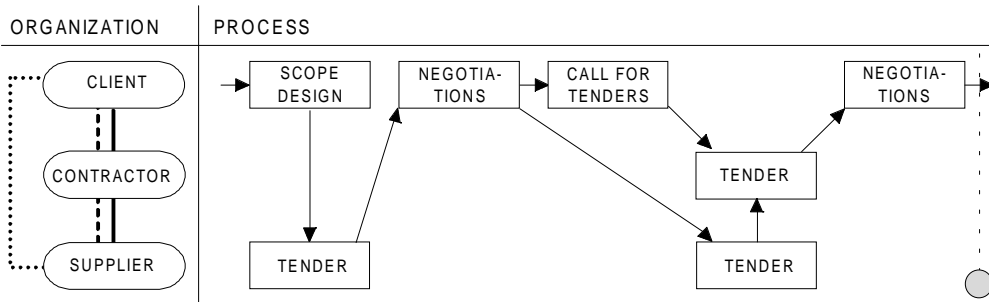 ORGANIZATION
PROCESS
CLIENT
CONTRACTOR
SUPPLIER
SCOPE
DESIGN
NEGOTIA-
TIONS
CALL FOR
TENDERS
NEGOTIA-
TIONS
TENDER
TENDER
TENDER